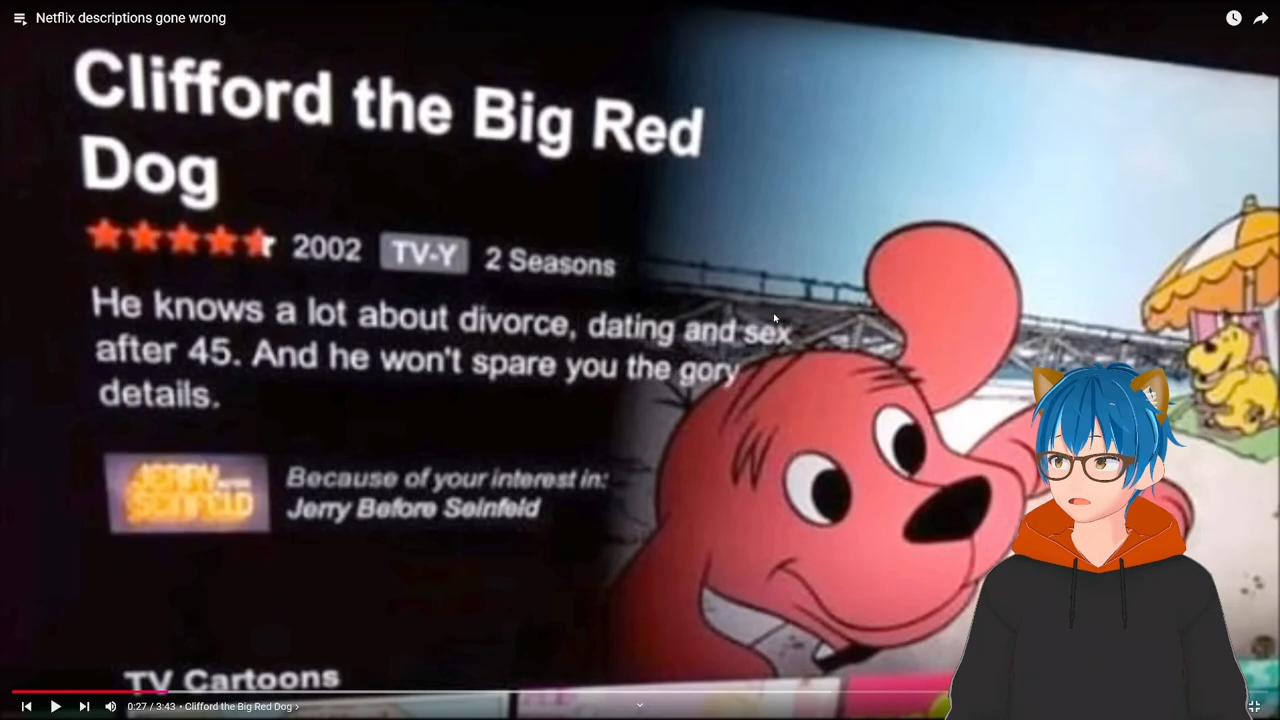 Netflix descriptions gone wrong
Clifford the Big Red
Dog
2002 TV-Y 2 Seasons
He knows a lot about divorce, dating and sex
after 45. And he won't spare you the gory
details.
JERRY
SEINFELD
Because of your interest in:
Jerry Before Seinfeld
TV Cartoons
0:27 / 3:43 • Clifford the Big Red Dog ›